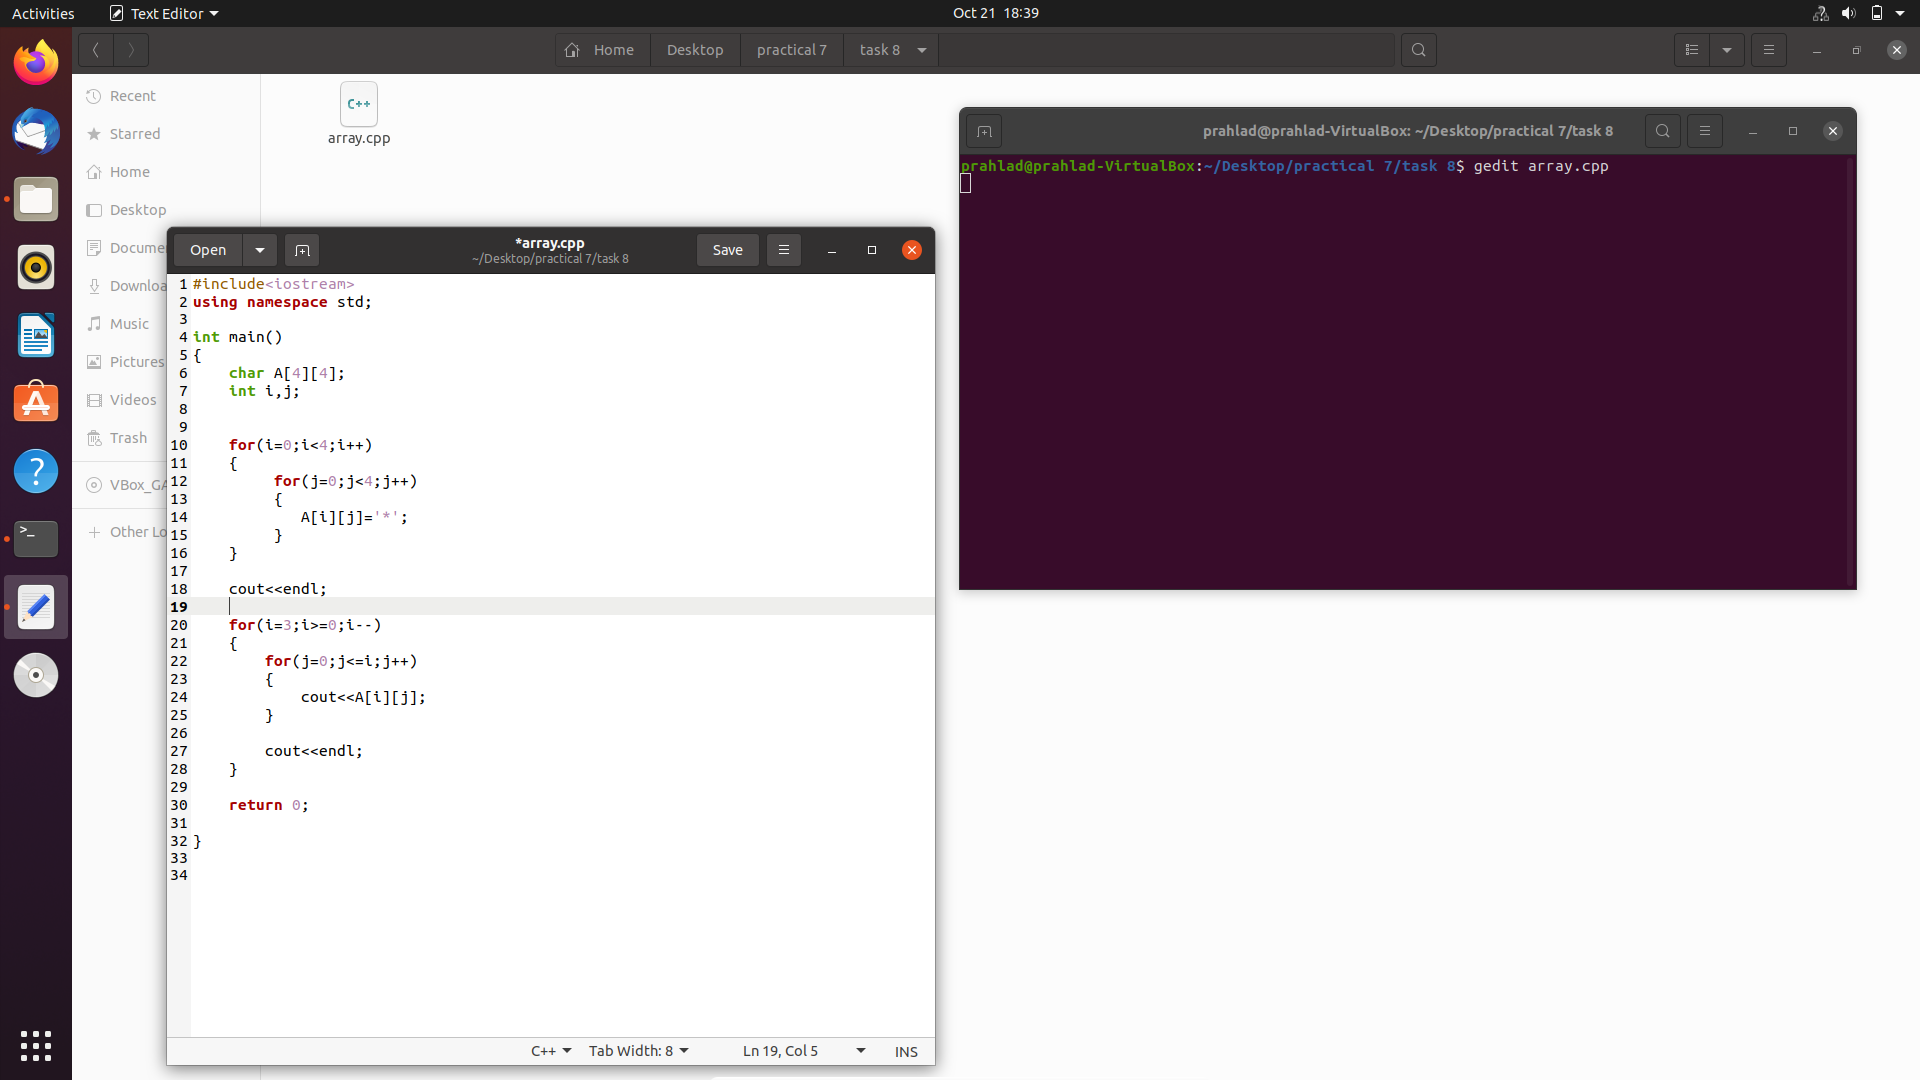 Activities
Text Editor
Oct 21 18:39
Home
Desktop
practical 7
task 8
Recent
Starred
Home
Desktop
Docume
Downloa
Music
Pictures
Videos
Trash
VBox_GA
Other Lo
C++
array.cpp
Open
*array.cpp
~/Desktop/practical 7/task 8
Save
1 #include<iostream>
2 using namespace std;
3
4 int main()
5 {
6     char A[4][4];
7     int i,j;
8
9
10     for(i=0;i<4;i++)
11     {
12          for(j=0;j<4;j++)
13          {
14             A[i][j]='*';
15          }
16     }
17
18     cout<<endl;
19
20     for(i=3;i>=0;i--)
21     {
22         for(j=0;j<=i;j++)
23         {
24             cout<<A[i][j];
25         }
26
27         cout<<endl;
28     }
29
30     return 0;
31
32 }
33
34
C++
Tab Width: 8
Ln 19, Col 5
INS
prahlad@prahlad-VirtualBox: ~/Desktop/practical 7/task 8
prahlad@prahlad-VirtualBox:~/Desktop/practical 7/task 8$ gedit array.cpp